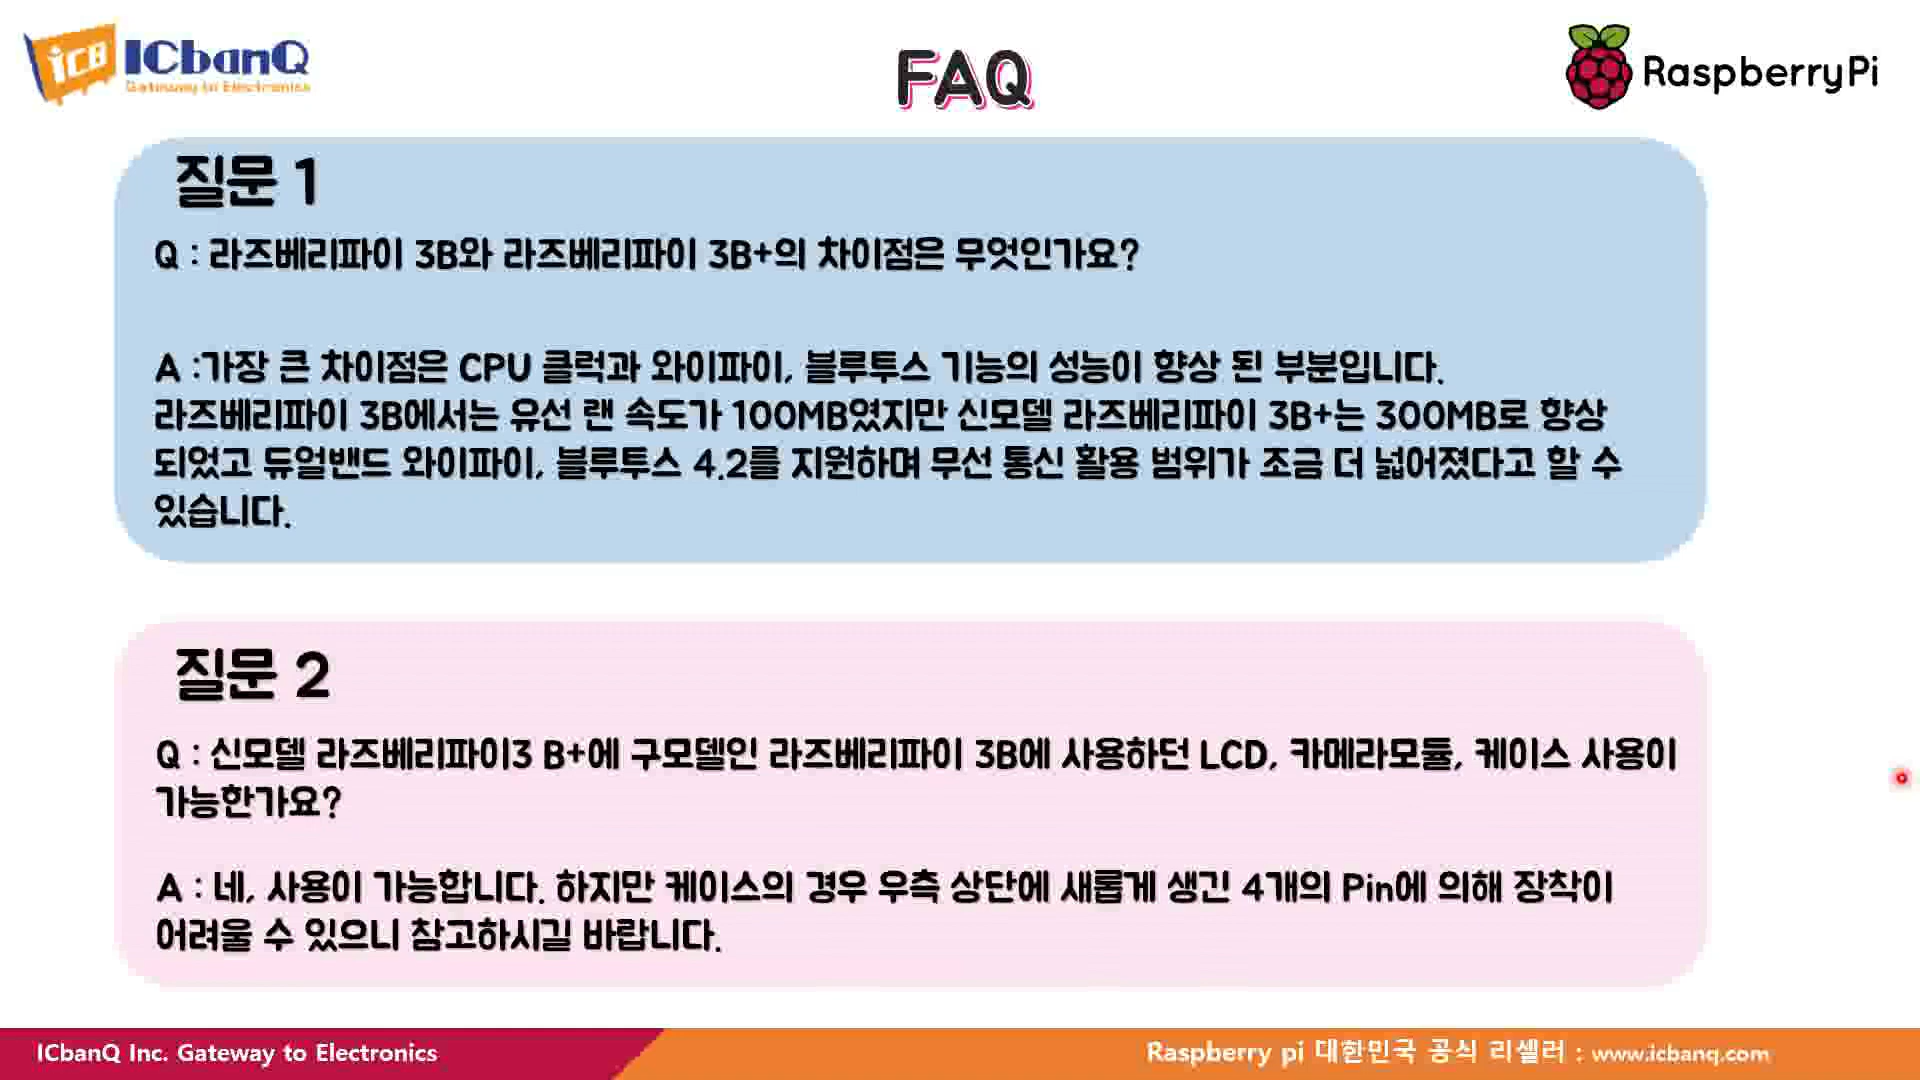 iCB ICbanQ
Gateway to Electronics
FAQ
RaspberryPi
질문 1
Q : 라즈베리파이 3B와 라즈베리파이 3B+의 차이점은 무엇인가요?
A :가장 큰 차이점은 CPU 클럭과 와이파이, 블루투스 기능의 성능이 향상 된 부분입니다.
라즈베리파이 3B에서는 유선 랜 속도가 100MB였지만 신모델 라즈베리파이 3B+는 300MB로 향상
되었고 듀얼밴드 와이파이, 블루투스 4.2를 지원하며 무선 통신 활용 범위가 조금 더 넓어졌다고 할 수
있습니다.
질문 2
Q : 신모델 라즈베리파이3 B+에 구모델인 라즈베리파이 3B에 사용하던 LCD, 카메라모듈, 케이스 사용이
가능한가요?
A : 네, 사용이 가능합니다. 하지만 케이스의 경우 우측 상단에 새롭게 생긴 4개의 Pin에 의해 장착이
어려울 수 있으니 참고하시길 바랍니다.
ICbanQ Inc. Gateway to Electronics
Raspberry pi 대한민국 공식 리셀러 : www.icbanq.com